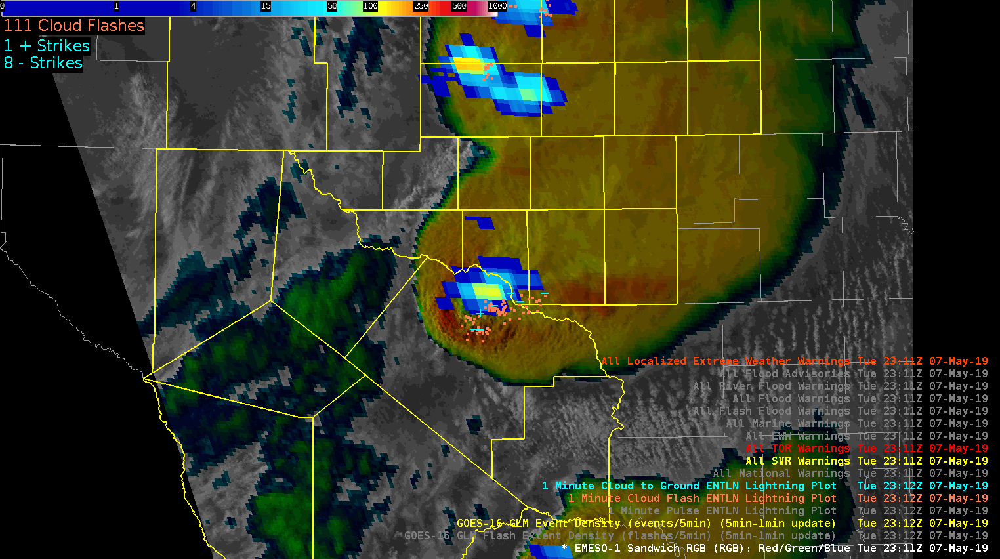 0 1 4 15 50 100 250 500 1000
111 Cloud Flashes
1 + Strikes
8 - Strikes
All Localized Extreme Weather Warnings Tue 23:11Z 07-May-19
All Flood Advisories Tue 23:11Z 07-May-19
All River Flood Warnings Tue 23:11Z 07-May-19
All Flood Warnings Tue 23:11Z 07-May-19
All Flash Flood Warnings Tue 23:11Z 07-May-19
All Marine Warnings Tue 23:11Z 07-May-19
All EWW Warnings Tue 23:11Z 07-May-19
All TOR Warnings Tue 23:11Z 07-May-19
All SVR Warnings Tue 23:11Z 07-May-19
All National Warnings Tue 23:11Z 07-May-19
1 Minute Cloud to Ground ENTLN Lightning Plot Tue 23:12Z 07-May-19
1 Minute Cloud Flash ENTLN Lightning Plot Tue 23:12Z 07-May-19
1 Minute Pulse ENTLN Lightning Plot Tue 23:12Z 07-May-19
GOES-16 GLM Event Density (events/5min) (5min-1min update) Tue 23:12Z 07-May-19
GOES-16 GLM Flash Extent Density (flashes/5min) (5min-1min update) Tue 23:12Z 07-May-19
* EMESO-1 Sandwich RGB (RGB): Red/Green/Blue Tue 23:11Z 07-May-19